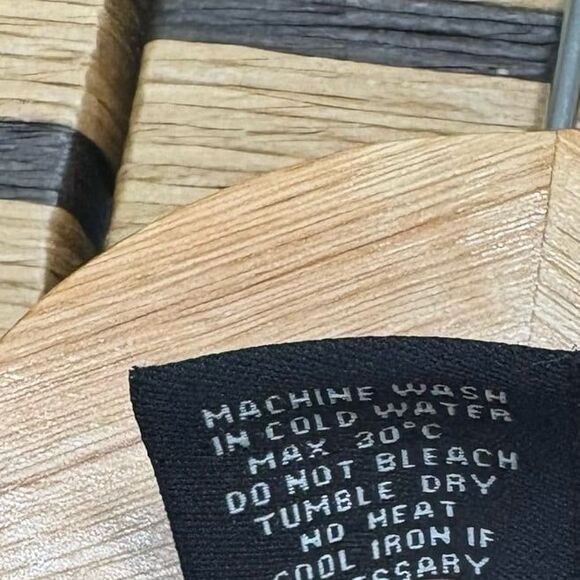 MACHINE WASH
IN COLD WATER
MAX 30°C
DO NOT BLEACH
TUMBLE DRY
NO HEAT
COOL IRON IF